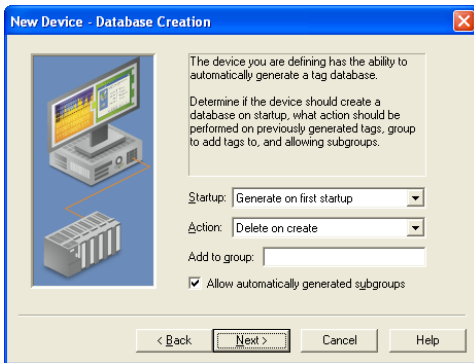 New Device - Database Creation
The device you are defining has the ability to
automatically generate a tag database.
Determine if the device should create a
database on startup, what action should be
performed on previously generated tags, group
to add tags to, and allowing subgroups.
Startup: Generate on first startup
Action: Delete on create
Add to group:
Allow automatically generated subgroups
< Back Next > Cancel Help